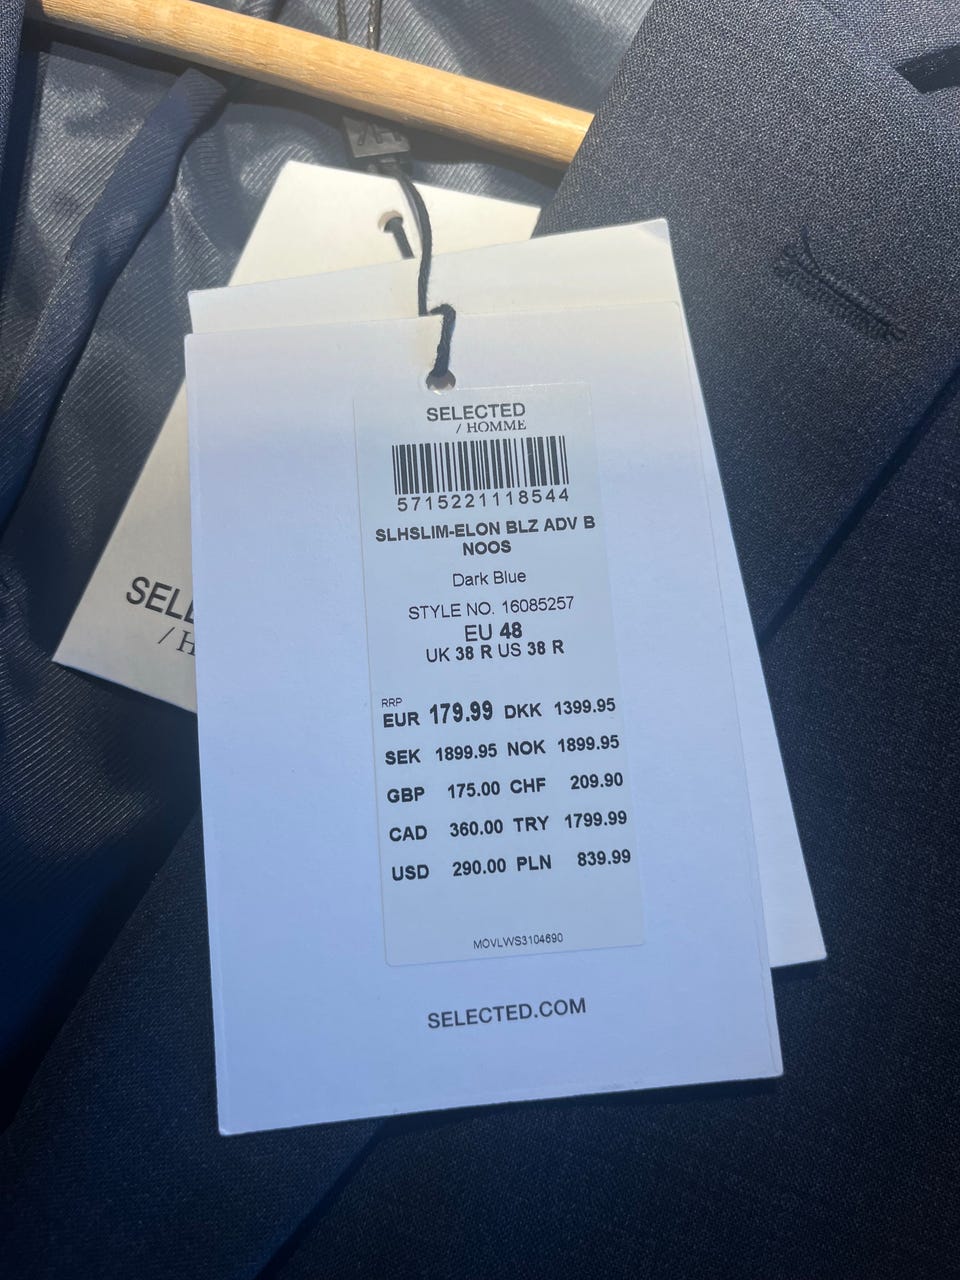 SELECTED
/ HOMME
5715221118544
SLHSLIM-ELON BLZ ADV B
NOOS
Dark Blue
STYLE NO. 16085257
EU 48
UK 38 R US 38 R
RRP
EUR 179.99 DKK 1399.95
SEK 1899.95 NOK 1899.95
GBP 175.00 CHF 209.90
CAD 360.00 TRY 1799.99
USD 290.00 PLN 839.99
MOVLWS3104690
SELECTED.COM
SELE
/ H